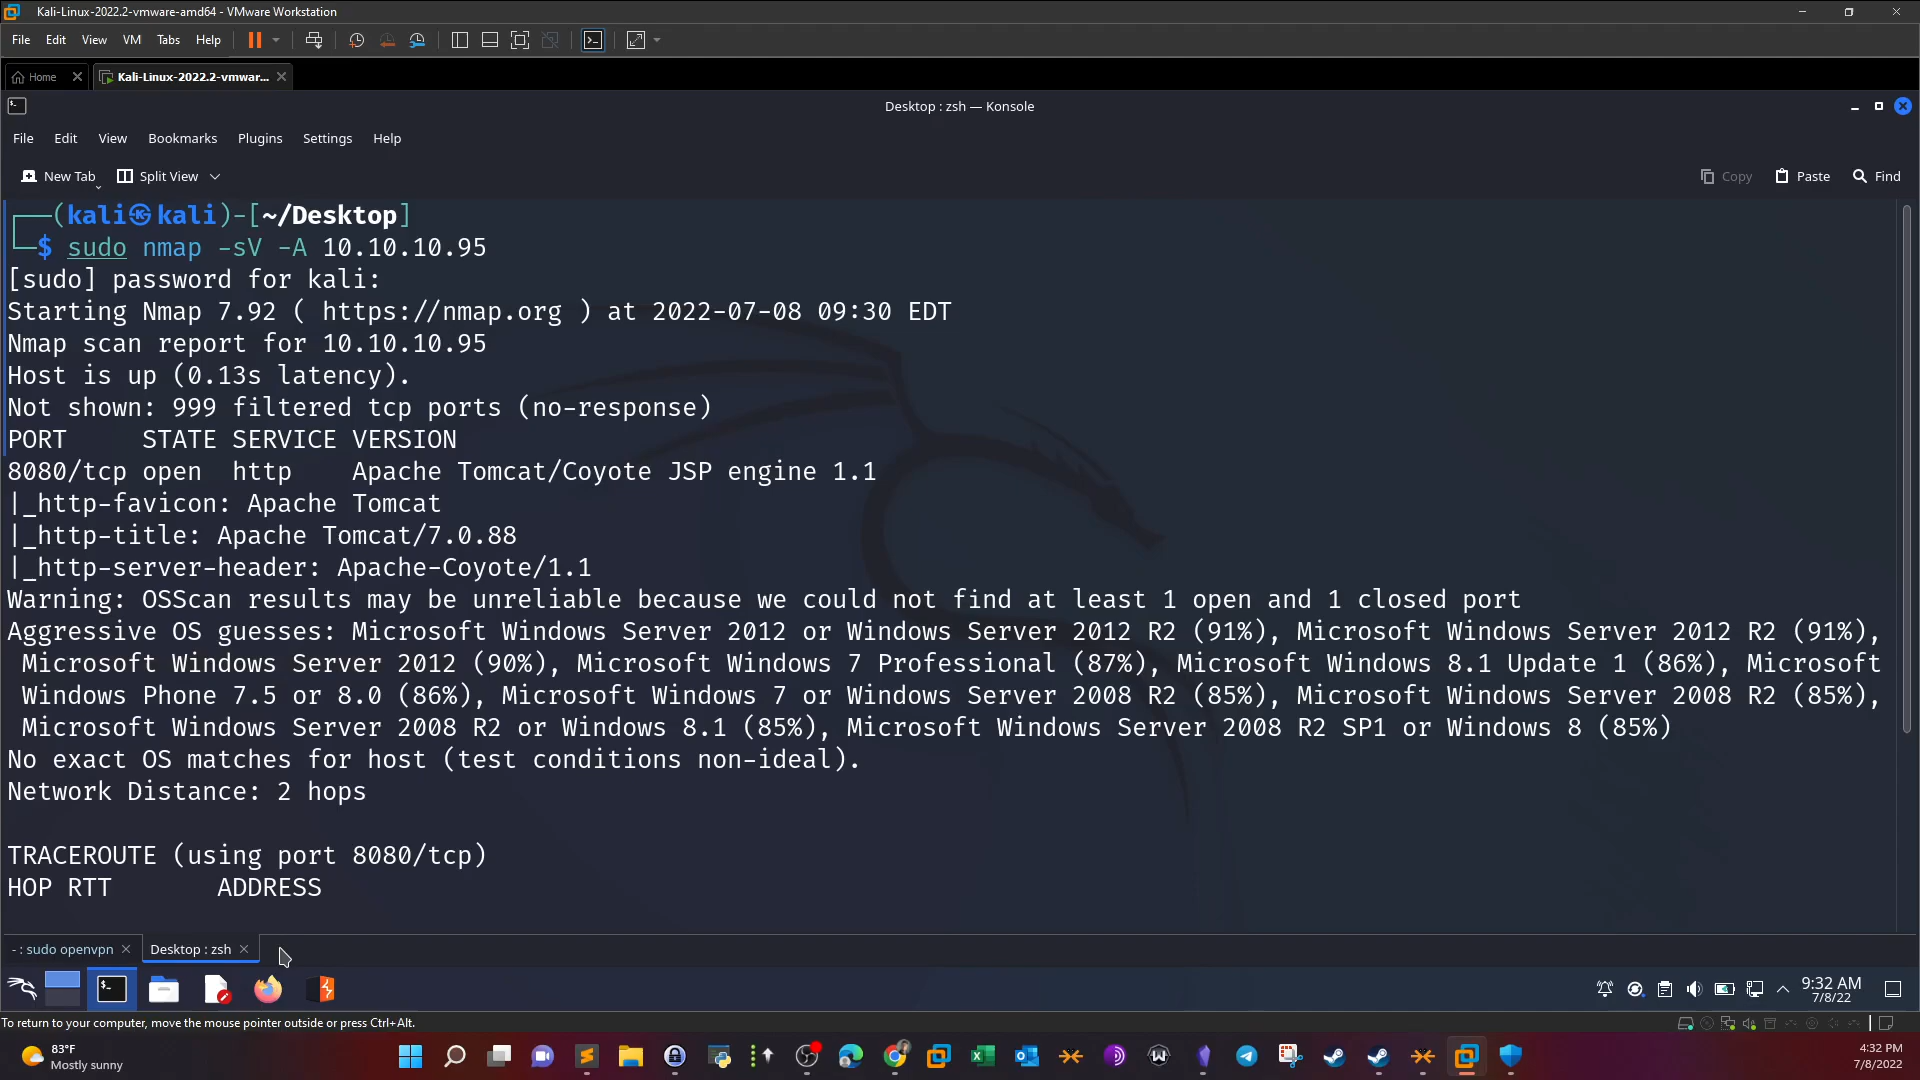 Kali-Linux-2022.2-vmware-amd64 - VMware Workstation
File Edit View VM Tabs Help
Home Kali-Linux-2022.2-vmwar...
Desktop : zsh — Konsole
File Edit View Bookmarks Plugins Settings Help
New Tab Split View Copy Paste Find
┌──(kali㉿kali)-[~/Desktop]
└─$ sudo nmap -sV -A 10.10.10.95
[sudo] password for kali:
Starting Nmap 7.92 ( https://nmap.org ) at 2022-07-08 09:30 EDT
Nmap scan report for 10.10.10.95
Host is up (0.13s latency).
Not shown: 999 filtered tcp ports (no-response)
PORT     STATE SERVICE VERSION
8080/tcp open  http    Apache Tomcat/Coyote JSP engine 1.1
|_http-favicon: Apache Tomcat
|_http-title: Apache Tomcat/7.0.88
|_http-server-header: Apache-Coyote/1.1
Warning: OSScan results may be unreliable because we could not find at least 1 open and 1 closed port
Aggressive OS guesses: Microsoft Windows Server 2012 or Windows Server 2012 R2 (91%), Microsoft Windows Server 2012 R2 (91%),
Microsoft Windows Server 2012 (90%), Microsoft Windows 7 Professional (87%), Microsoft Windows 8.1 Update 1 (86%), Microsoft
Windows Phone 7.5 or 8.0 (86%), Microsoft Windows 7 or Windows Server 2008 R2 (85%), Microsoft Windows Server 2008 R2 (85%),
Microsoft Windows Server 2008 R2 or Windows 8.1 (85%), Microsoft Windows Server 2008 R2 SP1 or Windows 8 (85%)
No exact OS matches for host (test conditions non-ideal).
Network Distance: 2 hops
TRACEROUTE (using port 8080/tcp)
HOP RTT       ADDRESS
- : sudo openvpn Desktop : zsh
9:32 AM
7/8/22
To return to your computer, move the mouse pointer outside or press Ctrl+Alt.
83°F
Mostly sunny
4:32 PM
7/8/2022